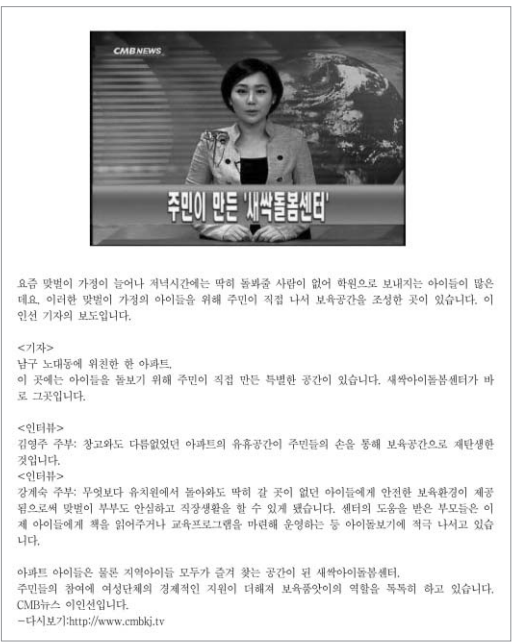 CMB NEWS
주민이 만든 '새싹돌봄센터'
요즘 맞벌이 가정이 늘어나 저녁시간에는 딱히 돌봐줄 사람이 없어 학원으로 보내지는 아이들이 많은
데요. 이러한 맞벌이 가정의 아이들을 위해 주민이 직접 나서 보육공간을 조성한 곳이 있습니다. 이
인선 기자의 보도입니다.
<기자>
남구 노대동에 위친한 한 아파트.
이 곳에는 아이들을 돌보기 위해 주민이 직접 만든 특별한 공간이 있습니다. 새싹아이돌봄센터가 바
로 그곳입니다.
<인터뷰>
김영주 주부: 창고와도 다름없었던 아파트의 유휴공간이 주민들의 손을 통해 보육공간으로 재탄생한
것입니다.
<인터뷰>
강계숙 주부: 무엇보다 유치원에서 돌아와도 딱히 갈 곳이 없던 아이들에게 안전한 보육환경이 제공
됨으로써 맞벌이 부부도 안심하고 직장생활을 할 수 있게 됐습니다. 센터의 도움을 받은 부모들은 이
제 아이들에게 책을 읽어주거나 교육프로그램을 마련해 운영하는 등 아이돌보기에 적극 나서고 있습
니다.
아파트 아이들은 물론 지역아이들 모두가 즐겨 찾는 공간이 된 새싹아이돌봄센터.
주민들의 참여에 여성단체의 경제적인 지원이 더해져 보육품앗이의 역할을 톡톡히 하고 있습니다.
CMB뉴스 이인선입니다.
-다시보기:http://www.cmbkj.tv